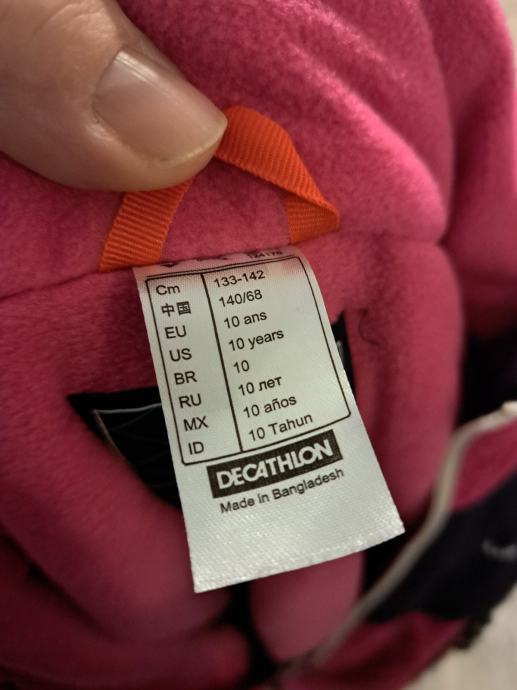 Cm 133-142
中国 140/68
EU 10 ans
US 10 years
BR 10
RU 10 лет
MX 10 años
ID 10 Tahun
DECATHLON
Made in Bangladesh